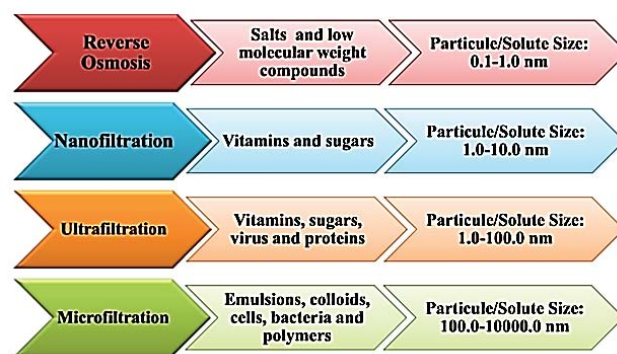 Reverse
Osmosis
Salts and low
molecular weight
compounds
Particule/Solute Size:
0.1-1.0 nm
Nanofiltration
Vitamins and sugars
Particule/Solute Size:
1.0-10.0 nm
Ultrafiltration
Vitamins, sugars,
virus and proteins
Particule/Solute Size:
1.0-100.0 nm
Microfiltration
Emulsions, colloids,
cells, bacteria and
polymers
Particule/Solute Size:
100.0-10000.0 nm